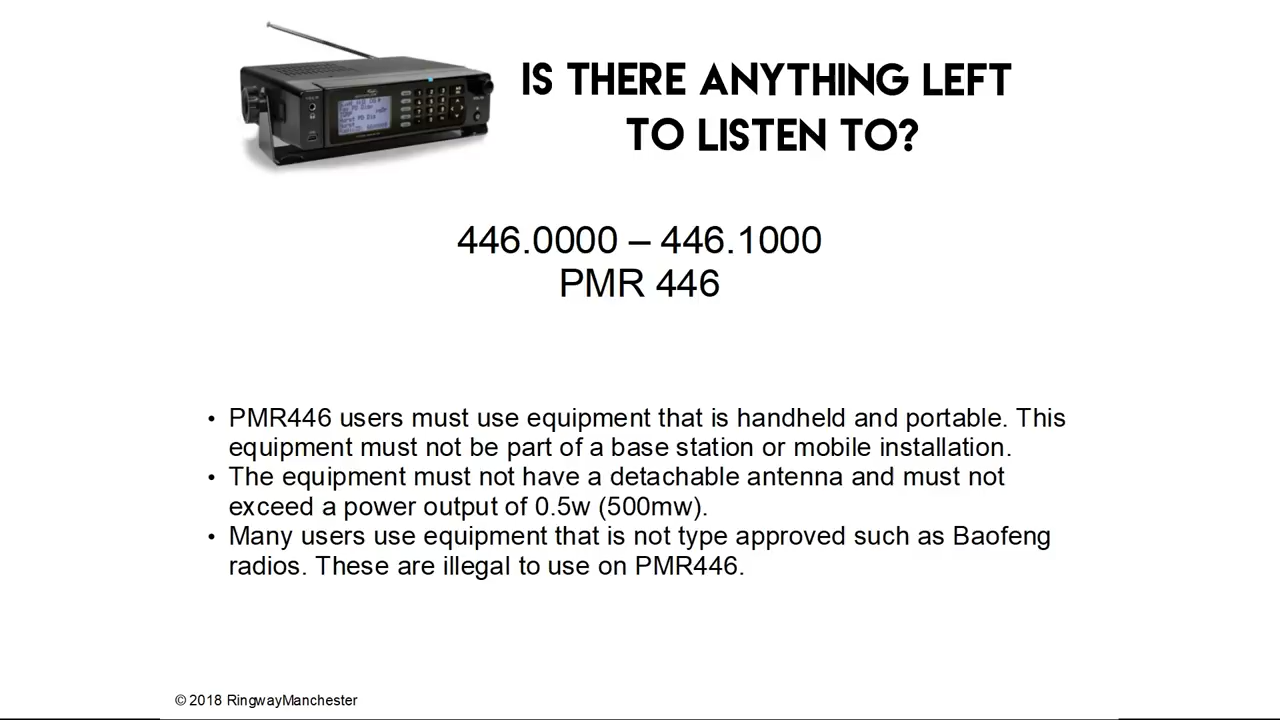 IS THERE ANYTHING LEFT
TO LISTEN TO?
446.0000 – 446.1000
PMR 446
• PMR446 users must use equipment that is handheld and portable. This
equipment must not be part of a base station or mobile installation.
• The equipment must not have a detachable antenna and must not
exceed a power output of 0.5w (500mw).
• Many users use equipment that is not type approved such as Baofeng
radios. These are illegal to use on PMR446.
© 2018 RingwayManchester